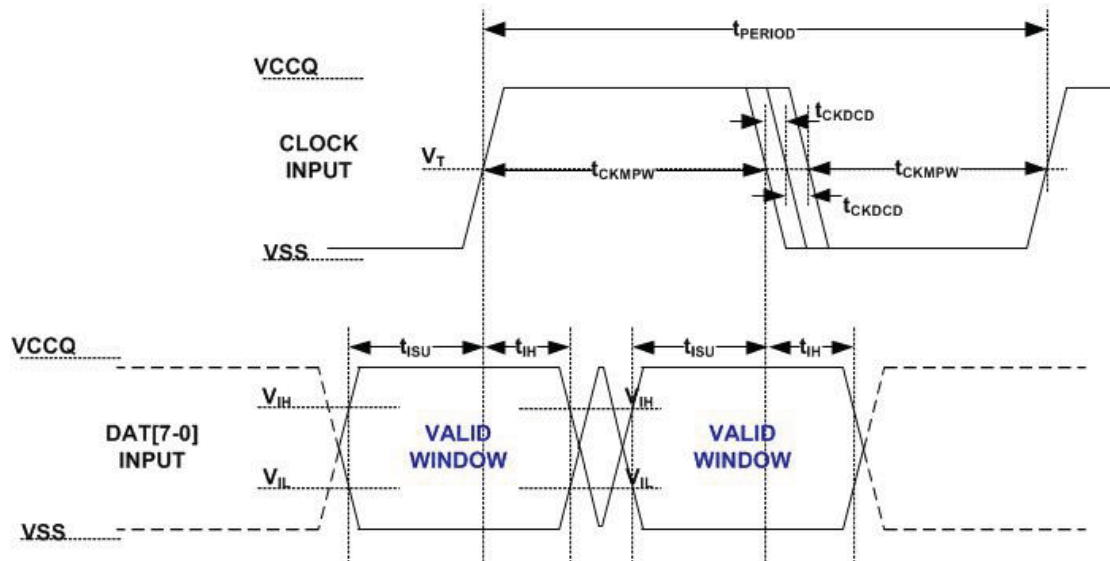 tPERIOD
VCCQ
tCKDCD
CLOCK
INPUT
VT
tCKMPW
tCKMPW
tCKDCD
VSS
VCCQ
tISU
tIH
tISU
tIH
VIH
VIH
DAT[7-0]
INPUT
VALID
WINDOW
VALID
WINDOW
VIL
VIL
VSS